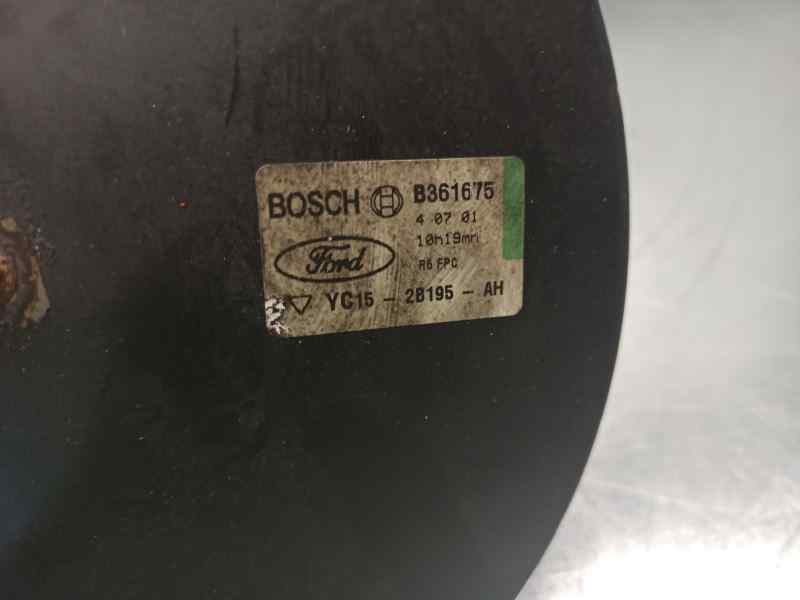 BOSCH B361675
4 07 01
10h19mn
Ford
R6 FPC
YC15 - 2B195 - AH